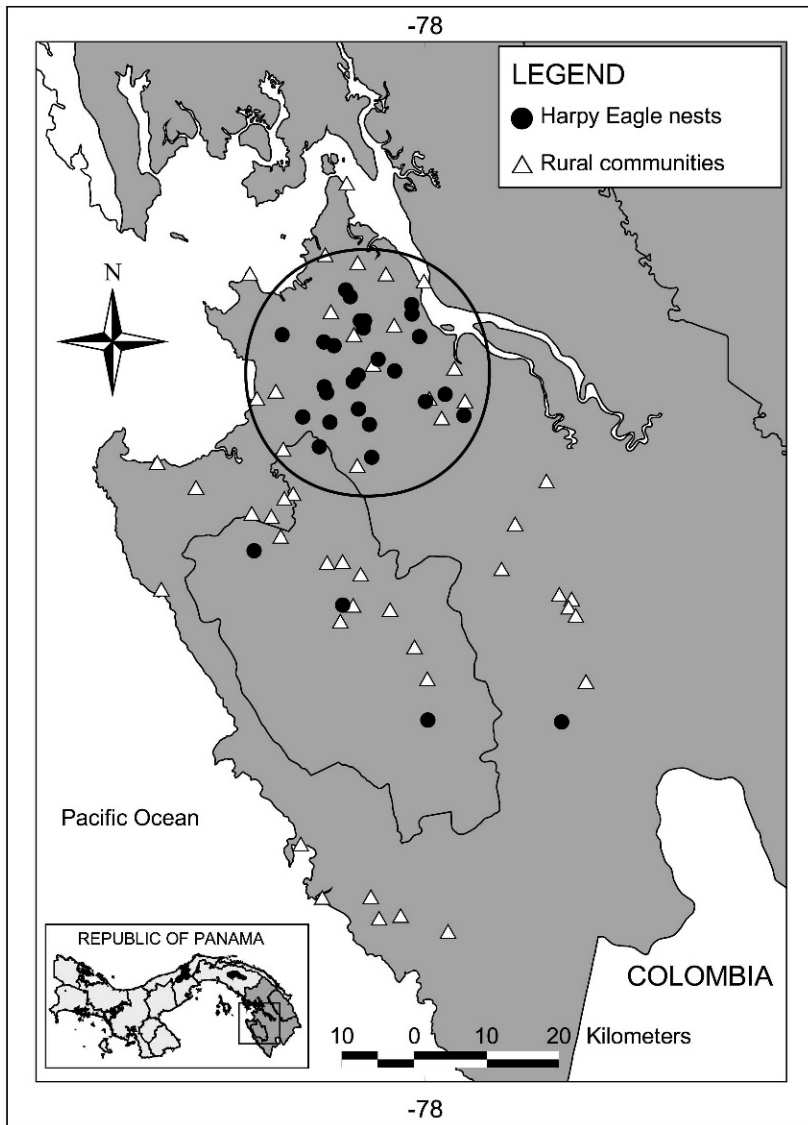 -78
LEGEND
Harpy Eagle nests
Rural communities
N
Pacific Ocean
REPUBLIC OF PANAMA
COLOMBIA
10 0 10 20 Kilometers
-78